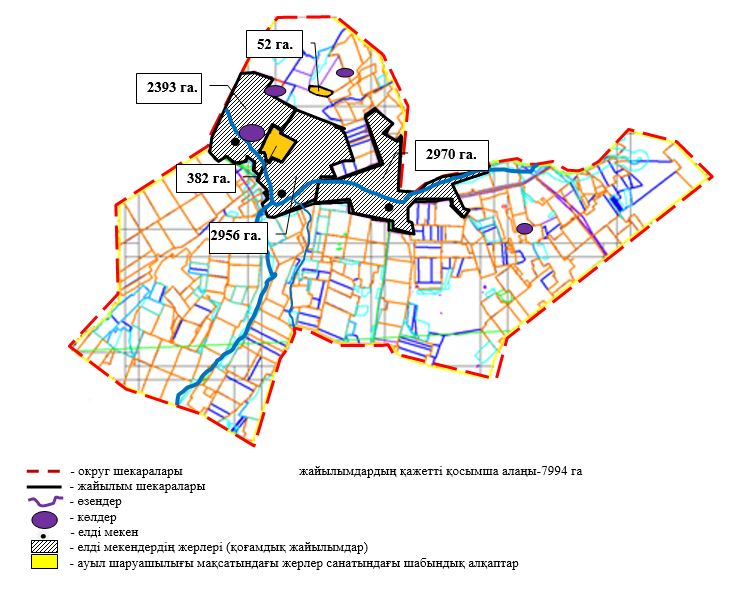 52 га.
2393 га.
2970 га.
382 га.
2956 га.
- округ шекаралары
жайылымдардың қажетті қосымша алаңы-7994 га
- жайылым шекаралары
- өзендер
- көлдер
- елді мекен
- елді мекендердің жерлері (қоғамдық жайылымдар)
- ауыл шаруашылығы мақсатындағы жерлер санатындағы шабындық алқаптар